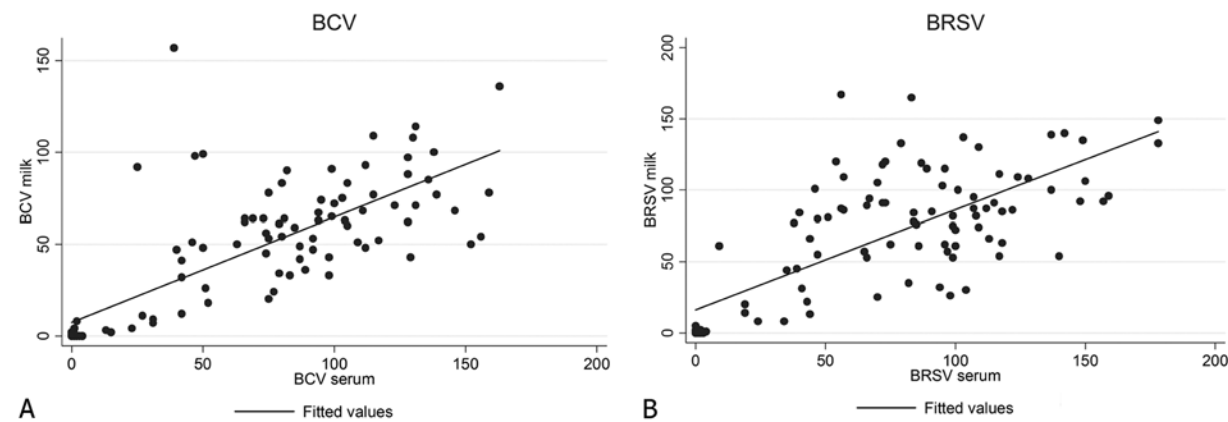 BCV
BCV milk
150
100
50
0
0 50 100 150 200
BCV serum
A
Fitted values
BRSV
BRSV milk
200
150
100
50
0
0 50 100 150 200
BRSV serum
B
Fitted values